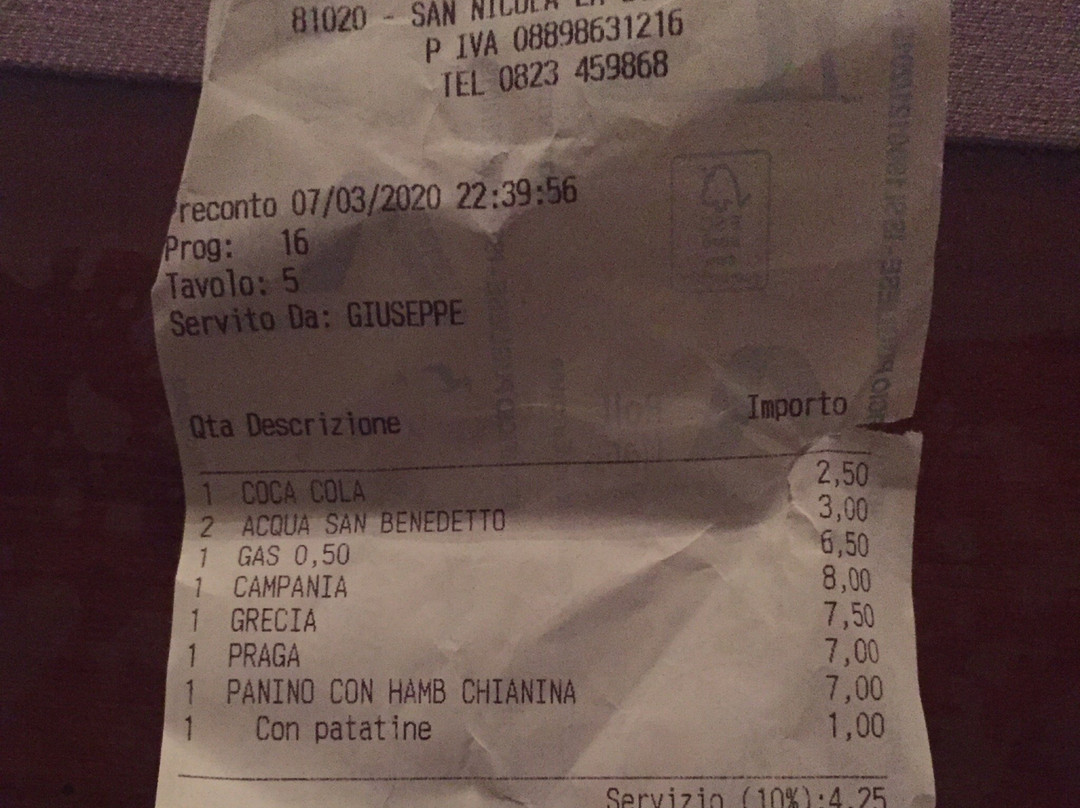 81020 - SAN NICOLA LA
P IVA 08898631216
TEL 0823 459868
reconto 07/03/2020 22:39:56
Prog: 16
Tavolo: 5
Servito Da: GIUSEPPE
Qta Descrizione Importo
1 COCA COLA 2,50
2 ACQUA SAN BENEDETTO 3,00
1 GAS 0,50 6,50
1 CAMPANIA 8,00
1 GRECIA 7,50
1 PRAGA 7,00
1 PANINO CON HAMB CHIANINA 7,00
1 Con patatine 1,00
Servizio (10%):4,25